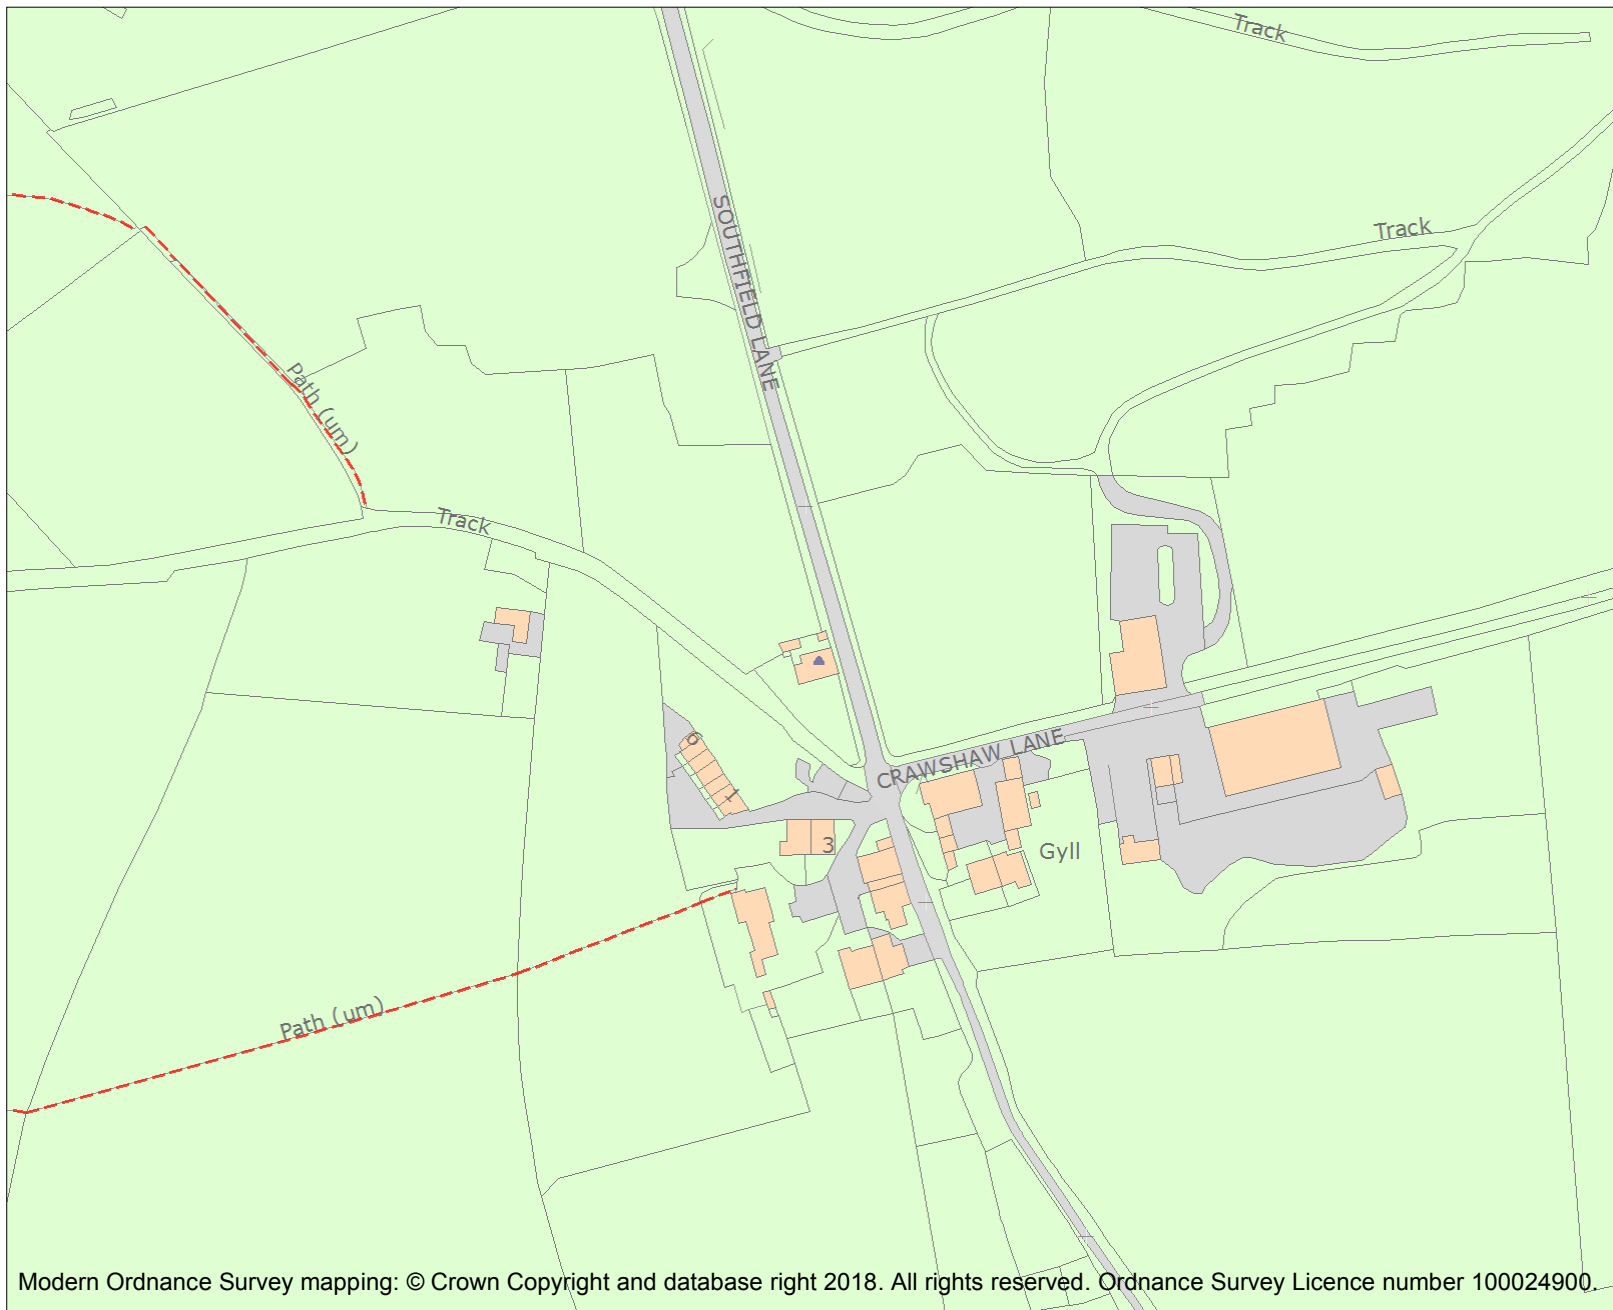 Track
SOUTHFIELD LANE
Track
Path (um)
Track
6
1
CRAWSHAW LANE
3
Gyll
Path (um)
Modern Ordnance Survey mapping: © Crown Copyright and database right 2018. All rights reserved. Ordnance Survey Licence number 100024900.